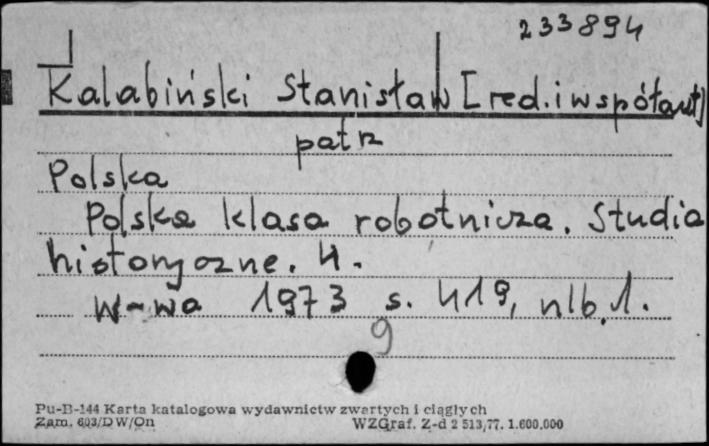 233894
Kalabiński Stanisław [red. i współaut]
patrz
Polska
Polska klasa robotnicza. Studia
historyczne. 4.
W-wa 1973 s. 419, nlb. 1.
9
Pu-B-144 Karta katalogowa wydawnictw zwartych i ciągłych
Zam. 603/DW/On WZGraf. Z-d 2 513/77. 1.600.000